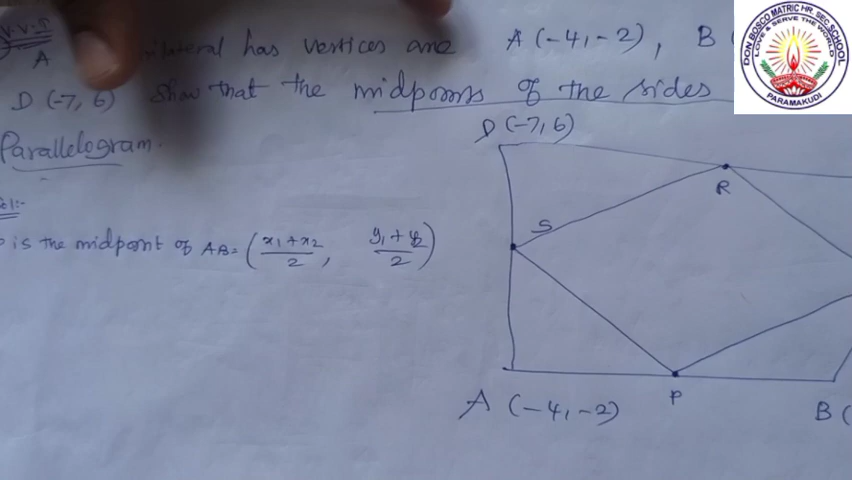 V.V.S
A ilateral has vertices are A (-4, -2), B (
D (-7, 6) Show that the midpoints of the sides
Parallelogram.
Sol:-
P is the midpoint of AB = (x₁+x₂/2, y₁+y₂/2)
D (-7, 6)
R
S
A (-4, -2)
P
B (
DON BOSCO MATRIC HR. SEC. SCHOOL
LOVE & SERVE THE WORLD
PARAMAKUDI